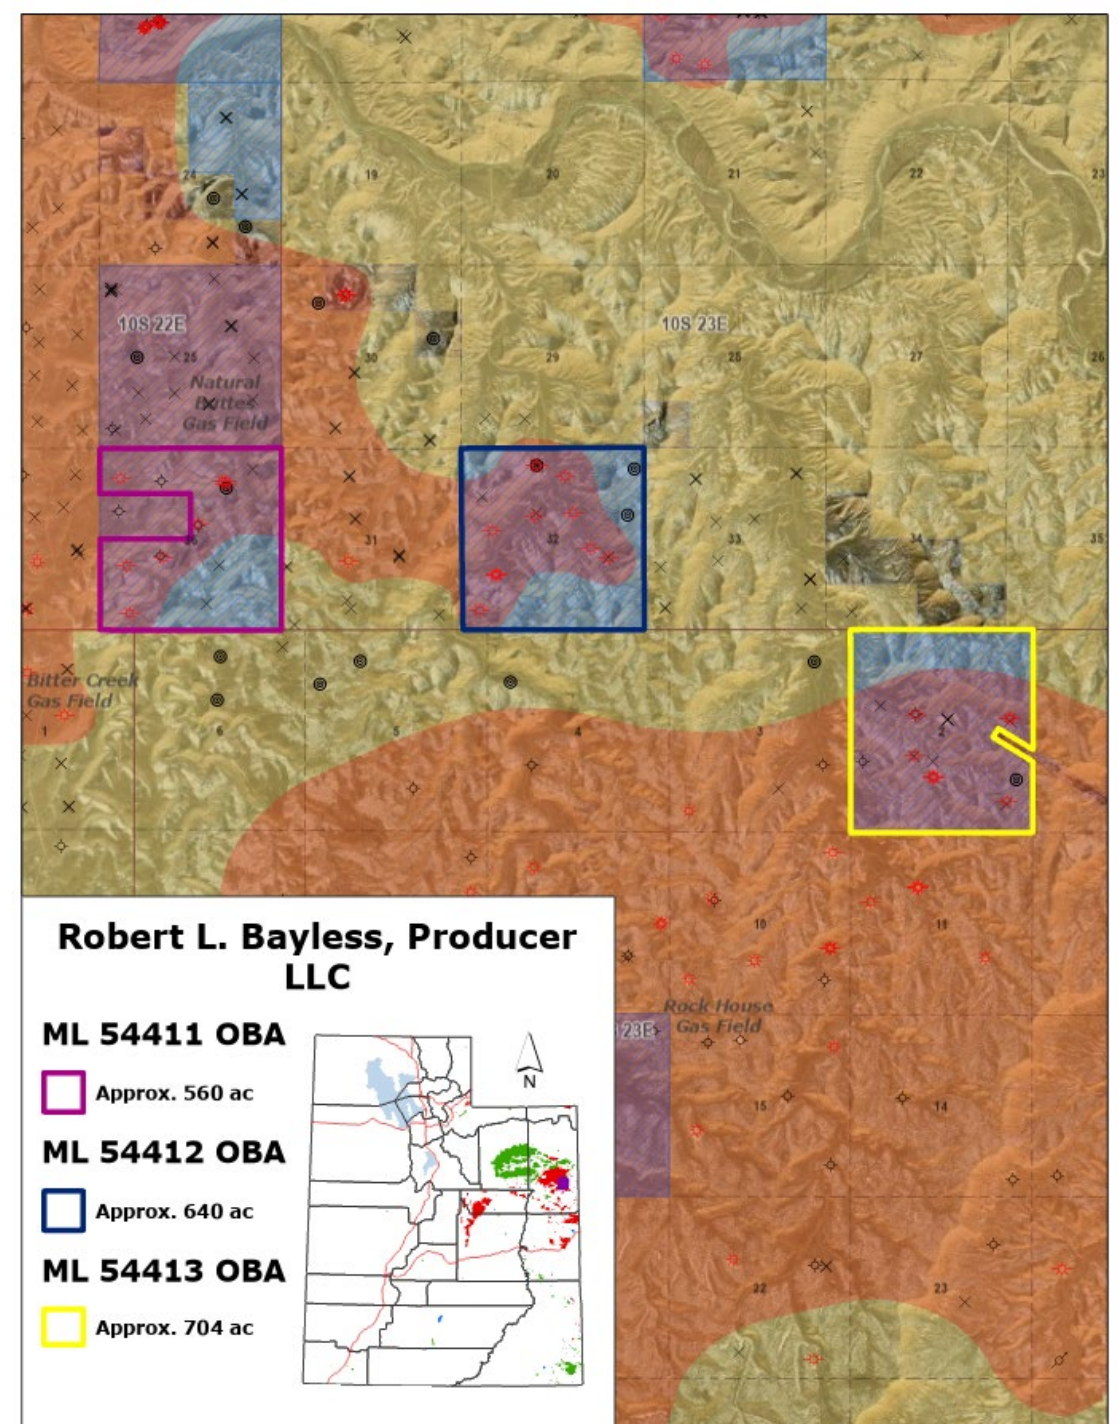 24
19
20
21
22
23
10S 22E
10S 23E
25
30
29
28
27
26
Natural
Buttes
Gas Field
36
31
32
33
34
35
Bitter Creek
Gas Field
1
6
5
4
3
2
10
11
Rock House
Gas Field
23E
15
14
22
23
Robert L. Bayless, Producer
LLC
ML 54411 OBA
Approx. 560 ac
ML 54412 OBA
Approx. 640 ac
ML 54413 OBA
Approx. 704 ac
N